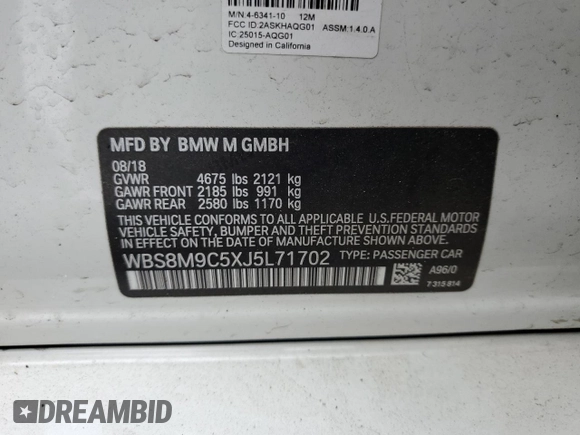 M/N:4-6341-10 12M
FCC ID:2ASKHAQG01 ASSM:1.4.0.A
IC:25015-AQG01
Designed in California
MFD BY BMW M GMBH
08/18
GVWR 4675 lbs 2121 kg
GAWR FRONT 2185 lbs 991 kg
GAWR REAR 2580 lbs 1170 kg
THIS VEHICLE CONFORMS TO ALL APPLICABLE U.S.FEDERAL MOTOR
VEHICLE SAFETY, BUMPER AND THEFT PREVENTION STANDARDS
IN EFFECT ON THE DATE OF MANUFACTURE SHOWN ABOVE.
WBS8M9C5XJ5L71702 TYPE: PASSENGER CAR
A96/0
7 315 814
DREAMBID